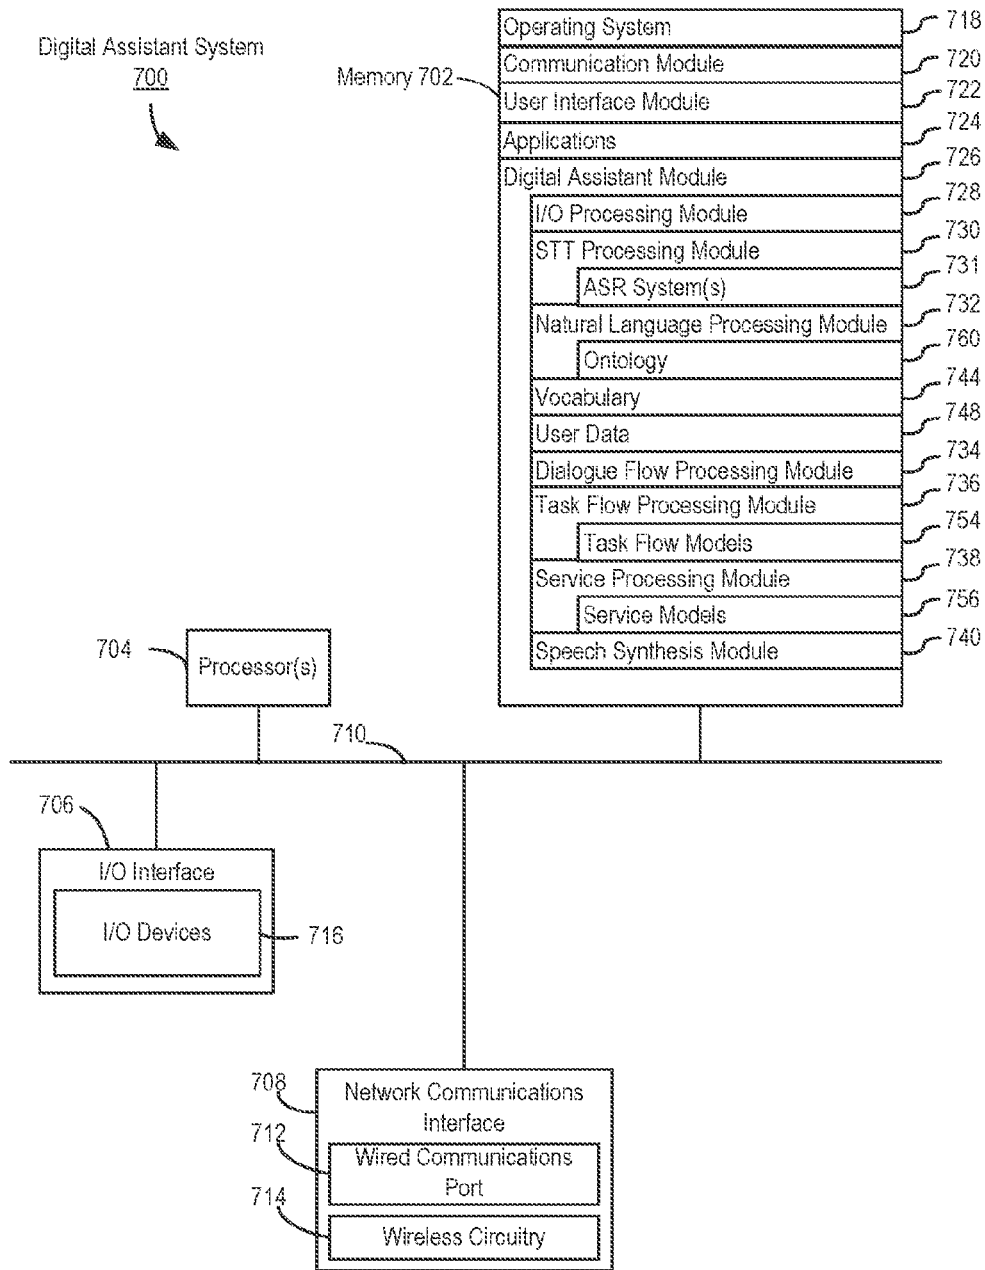 Digital Assistant System
700
Memory 702
Operating System 718
Communication Module 720
User Interface Module 722
Applications 724
Digital Assistant Module 726
I/O Processing Module 728
STT Processing Module 730
ASR System(s) 731
Natural Language Processing Module 732
Ontology 760
Vocabulary 744
User Data 748
Dialogue Flow Processing Module 734
Task Flow Processing Module 736
Task Flow Models 754
Service Processing Module 738
Service Models 756
Speech Synthesis Module 740
704
Processor(s)
710
706
I/O Interface
I/O Devices 716
708
Network Communications
Interface
712
Wired Communications
Port
714
Wireless Circuitry